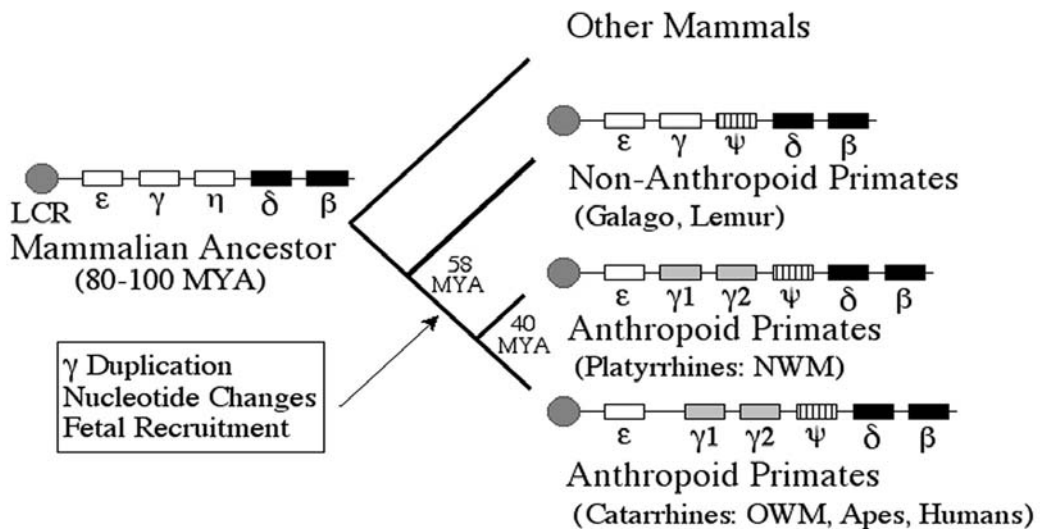 Other Mammals
ε γ ψ δ β
Non-Anthropoid Primates
(Galago, Lemur)
LCR ε γ η δ β
Mammalian Ancestor
(80-100 MYA)
58
MYA
40
MYA
γ Duplication
Nucleotide Changes
Fetal Recruitment
ε γ1 γ2 ψ δ β
Anthropoid Primates
(Platyrrhines: NWM)
ε γ1 γ2 ψ δ β
Anthropoid Primates
(Catarrhines: OWM, Apes, Humans)